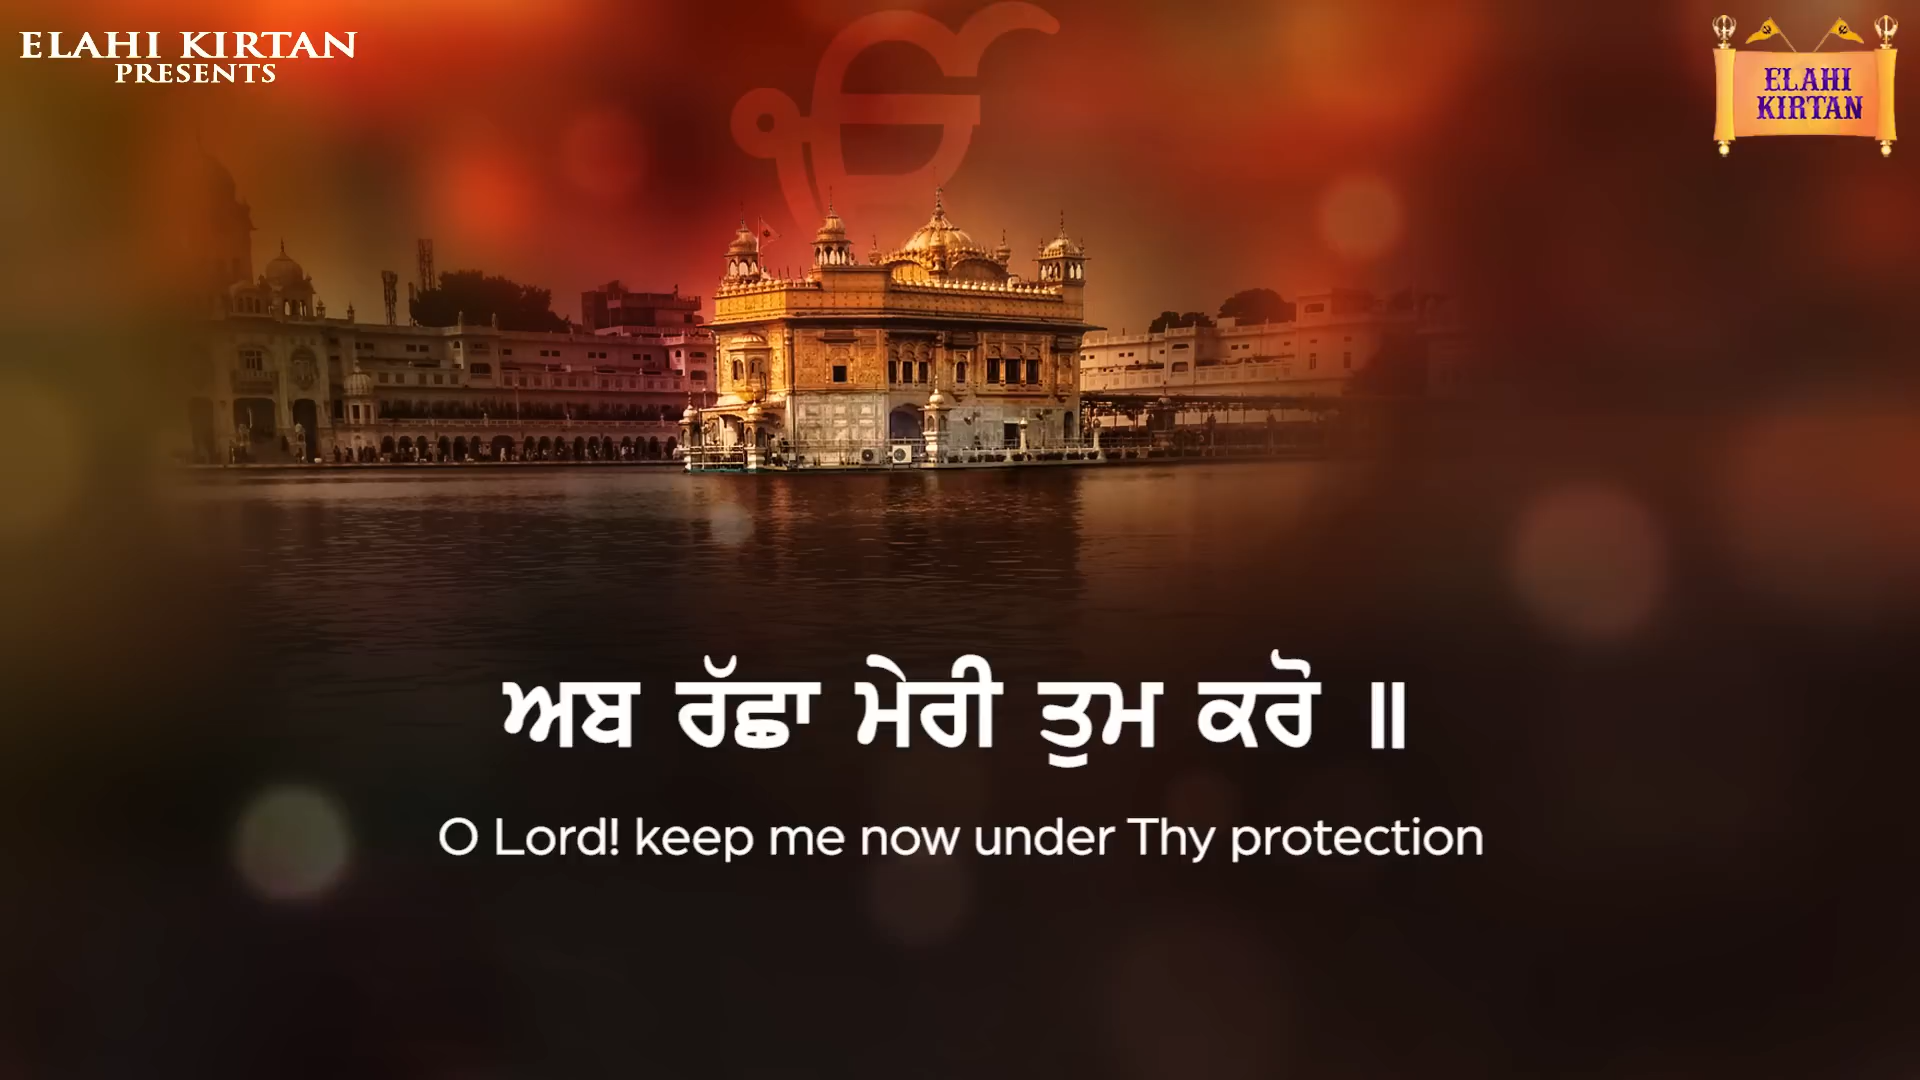 ELAHI KIRTAN
PRESENTS
ELAHI
KIRTAN
ੴ
ਅਬ ਰੱਛਾ ਮੇਰੀ ਤੁਮ ਕਰੋ ॥
O Lord! keep me now under Thy protection